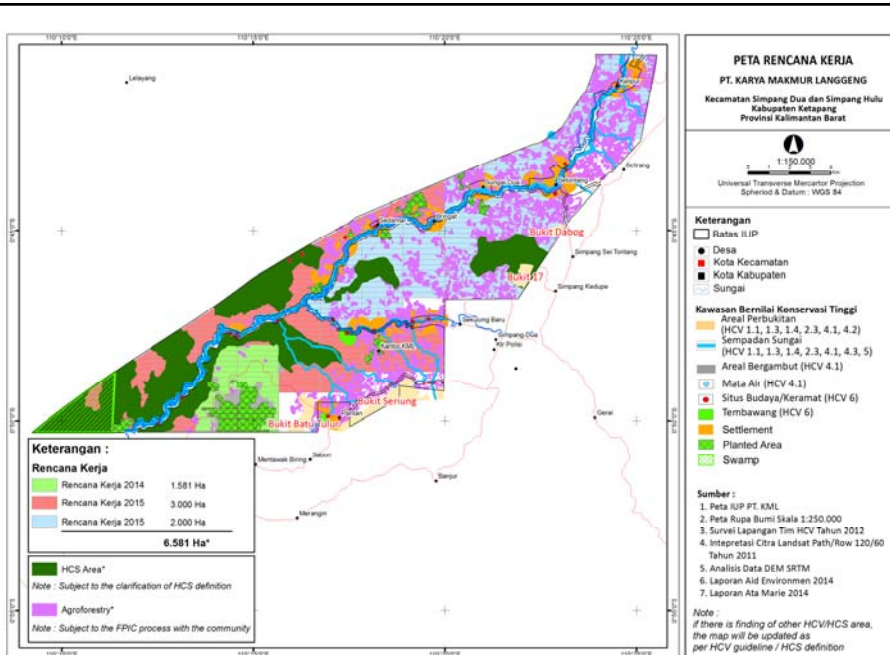 PETA RENCANA KERJA
PT. KARYA MAKMUR LANGGENG
Kecamatan Simpang Dua dan Simpang Hulu
Kabupaten Ketapang
Provinsi Kalimantan Barat
1:150.000
Universal Transverse Mercartor Projection
Spheriod & Datum : WGS 84
Keterangan
Batas IUP
Desa
Kota Kecamatan
Kota Kabupaten
Sungai
Kawasan Bernilai Konservasi Tinggi
Areal Perbukitan
(HCV 1.1, 1.3, 1.4, 2.3, 4.1, 4.2)
Sempadan Sungai
(HCV 1.1, 1.3, 1.4, 2.3, 4.1, 4.3, 5)
Areal Bergambut (HCV 4.1)
Mata Air (HCV 4.1)
Situs Budaya/Keramat (HCV 6)
Tembawang (HCV 6)
Settlement
Planted Area
Swamp
Sumber :
1. Peta IUP PT. KML
2. Peta Rupa Bumi Skala 1:250.000
3. Survei Lapangan Tim HCV Tahun 2012
4. Intepretasi Citra Landsat Path/Row 120/60
Tahun 2011
5. Analisis Data DEM SRTM
6. Laporan Aid Environmen 2014
7. Laporan Ata Marie 2014
Note :
if there is finding of other HCV/HCS area,
the map will be updated as
per HCV guideline / HCS definition
Lelayang
Sungai Dua
Bukit Dabog
Simpang Sei Tontang
Bukit 17
Simpang Kedupe
Sekucing Baru
Simpang Dua
Ktr Polisi
Kantor KML
Bukit Seriung
Gerai
Mentawak Biring
Banjur
Merangin
Keterangan :
Rencana Kerja
Rencana Kerja 2014 1.581 Ha
Rencana Kerja 2015 3.000 Ha
Rencana Kerja 2015 2.000 Ha
6.581 Ha*
HCS Area*
Note : Subject to the clarification of HCS definition
Agroforestry*
Note : Subject to the FPIC process with the community